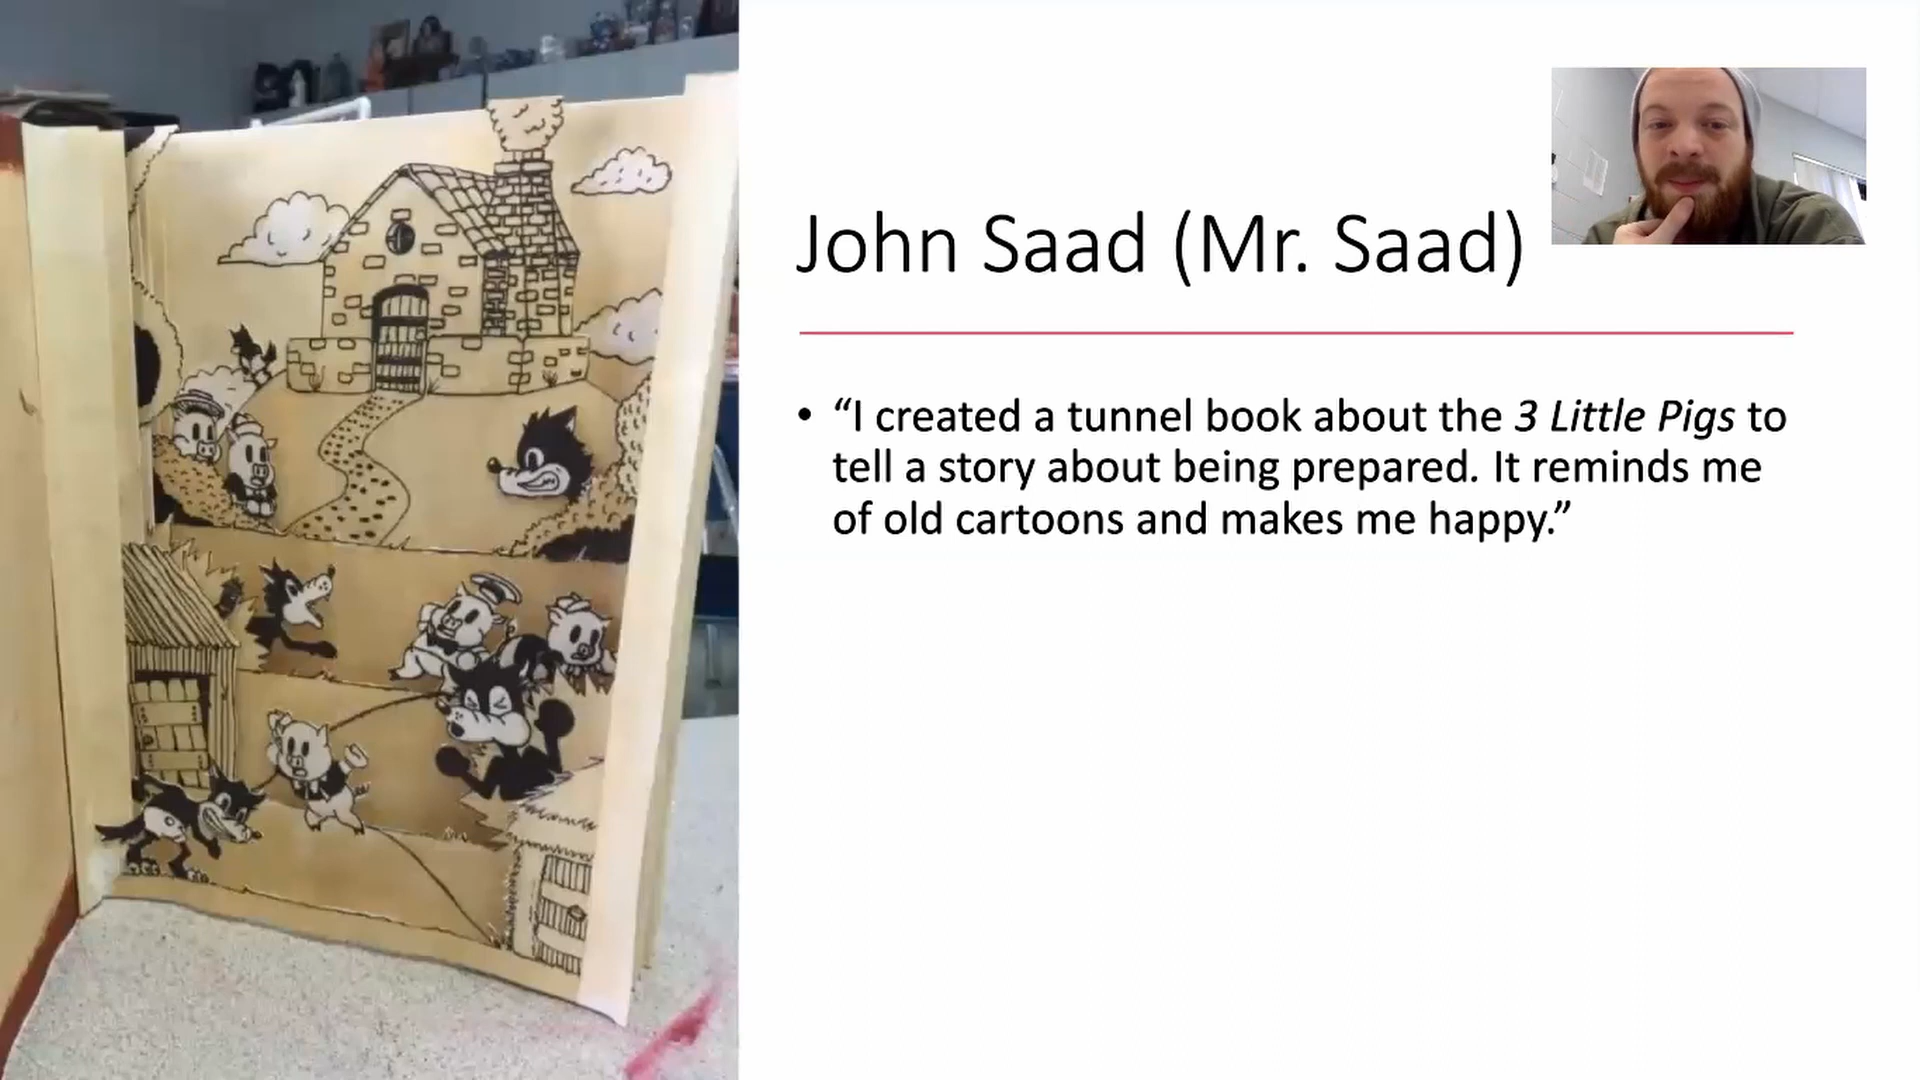 John Saad (Mr. Saad)
• “I created a tunnel book about the 3 Little Pigs to
tell a story about being prepared. It reminds me
of old cartoons and makes me happy.”